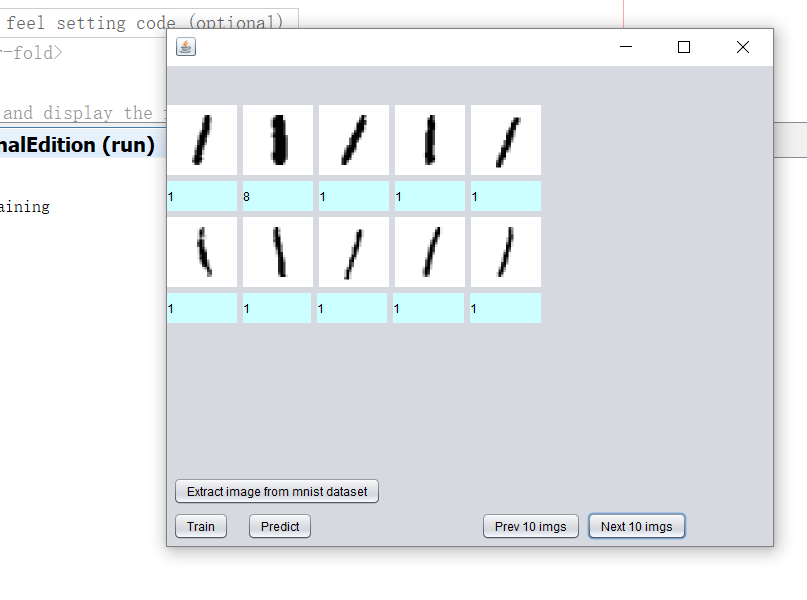 feel setting code (optional)
r-fold>
and display the
nalEdition (run)
aining
1 8 1 1 1
1 1 1 1 1
Extract image from mnist dataset
Train Predict Prev 10 imgs Next 10 imgs